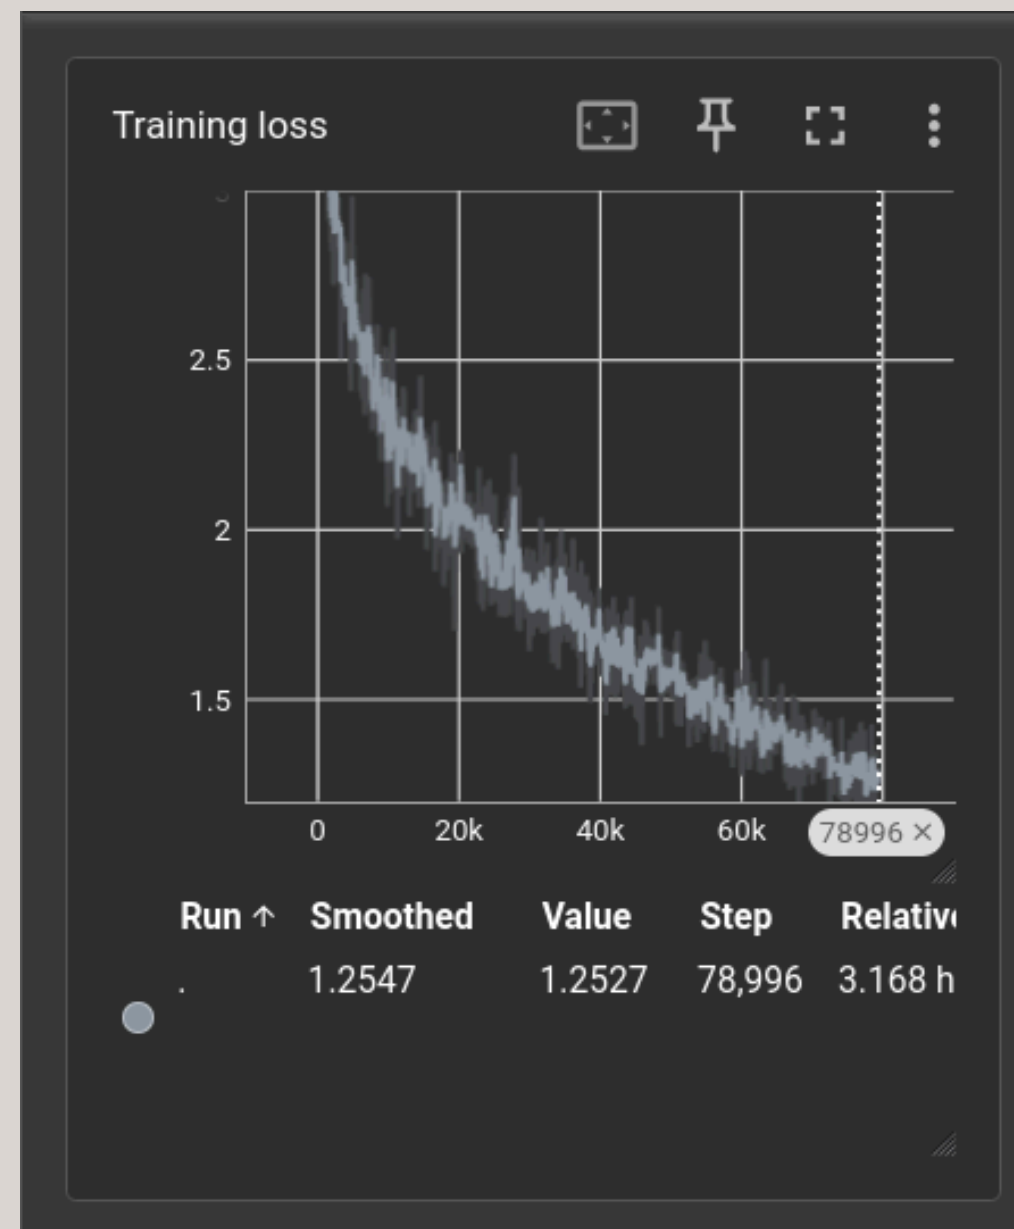 Training loss
2.5
2
1.5
0 20k 40k 60k 78996 ×
Run ↑ Smoothed Value Step Relative
. 1.2547 1.2527 78,996 3.168 h